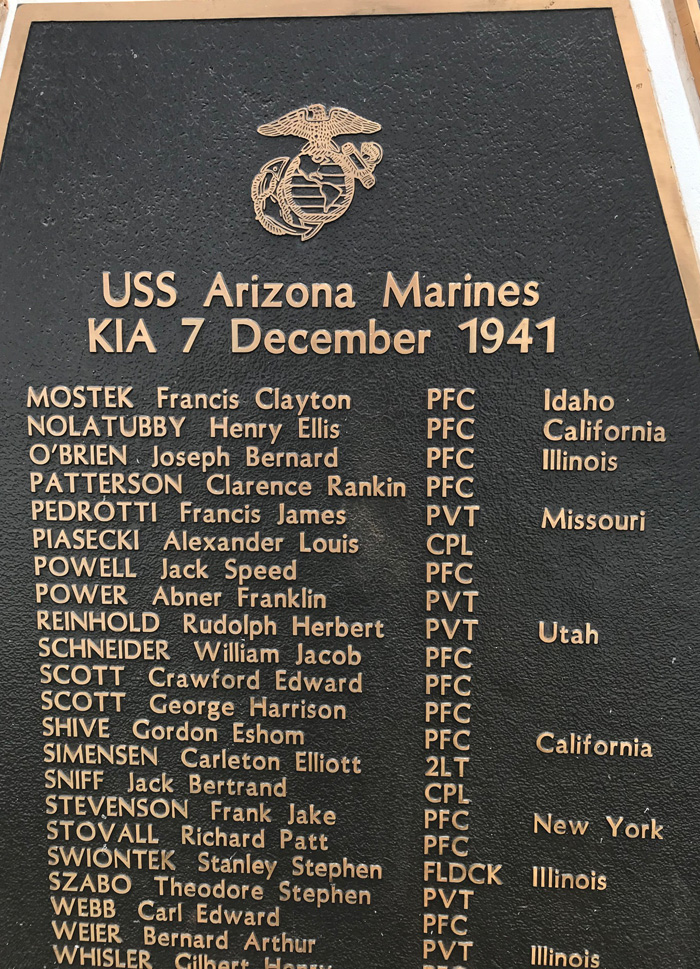 USS Arizona Marines
KIA 7 December 1941
MOSTEK Francis Clayton PFC Idaho
NOLATUBBY Henry Ellis PFC California
O'BRIEN Joseph Bernard PFC Illinois
PATTERSON Clarence Rankin PFC
PEDROTTI Francis James PVT Missouri
PIASECKI Alexander Louis CPL
POWELL Jack Speed PFC
POWER Abner Franklin PVT
REINHOLD Rudolph Herbert PVT Utah
SCHNEIDER William Jacob PFC
SCOTT Crawford Edward PFC
SCOTT George Harrison PFC
SHIVE Gordon Eshom PFC California
SIMENSEN Carleton Elliott 2LT
SNIFF Jack Bertrand CPL
STEVENSON Frank Jake PFC New York
STOVALL Richard Patt PFC
SWIONTEK Stanley Stephen FLDCK Illinois
SZABO Theodore Stephen PVT
WEBB Carl Edward PFC
WEIER Bernard Arthur PVT Illinois
WHISLER Gilbert Henry